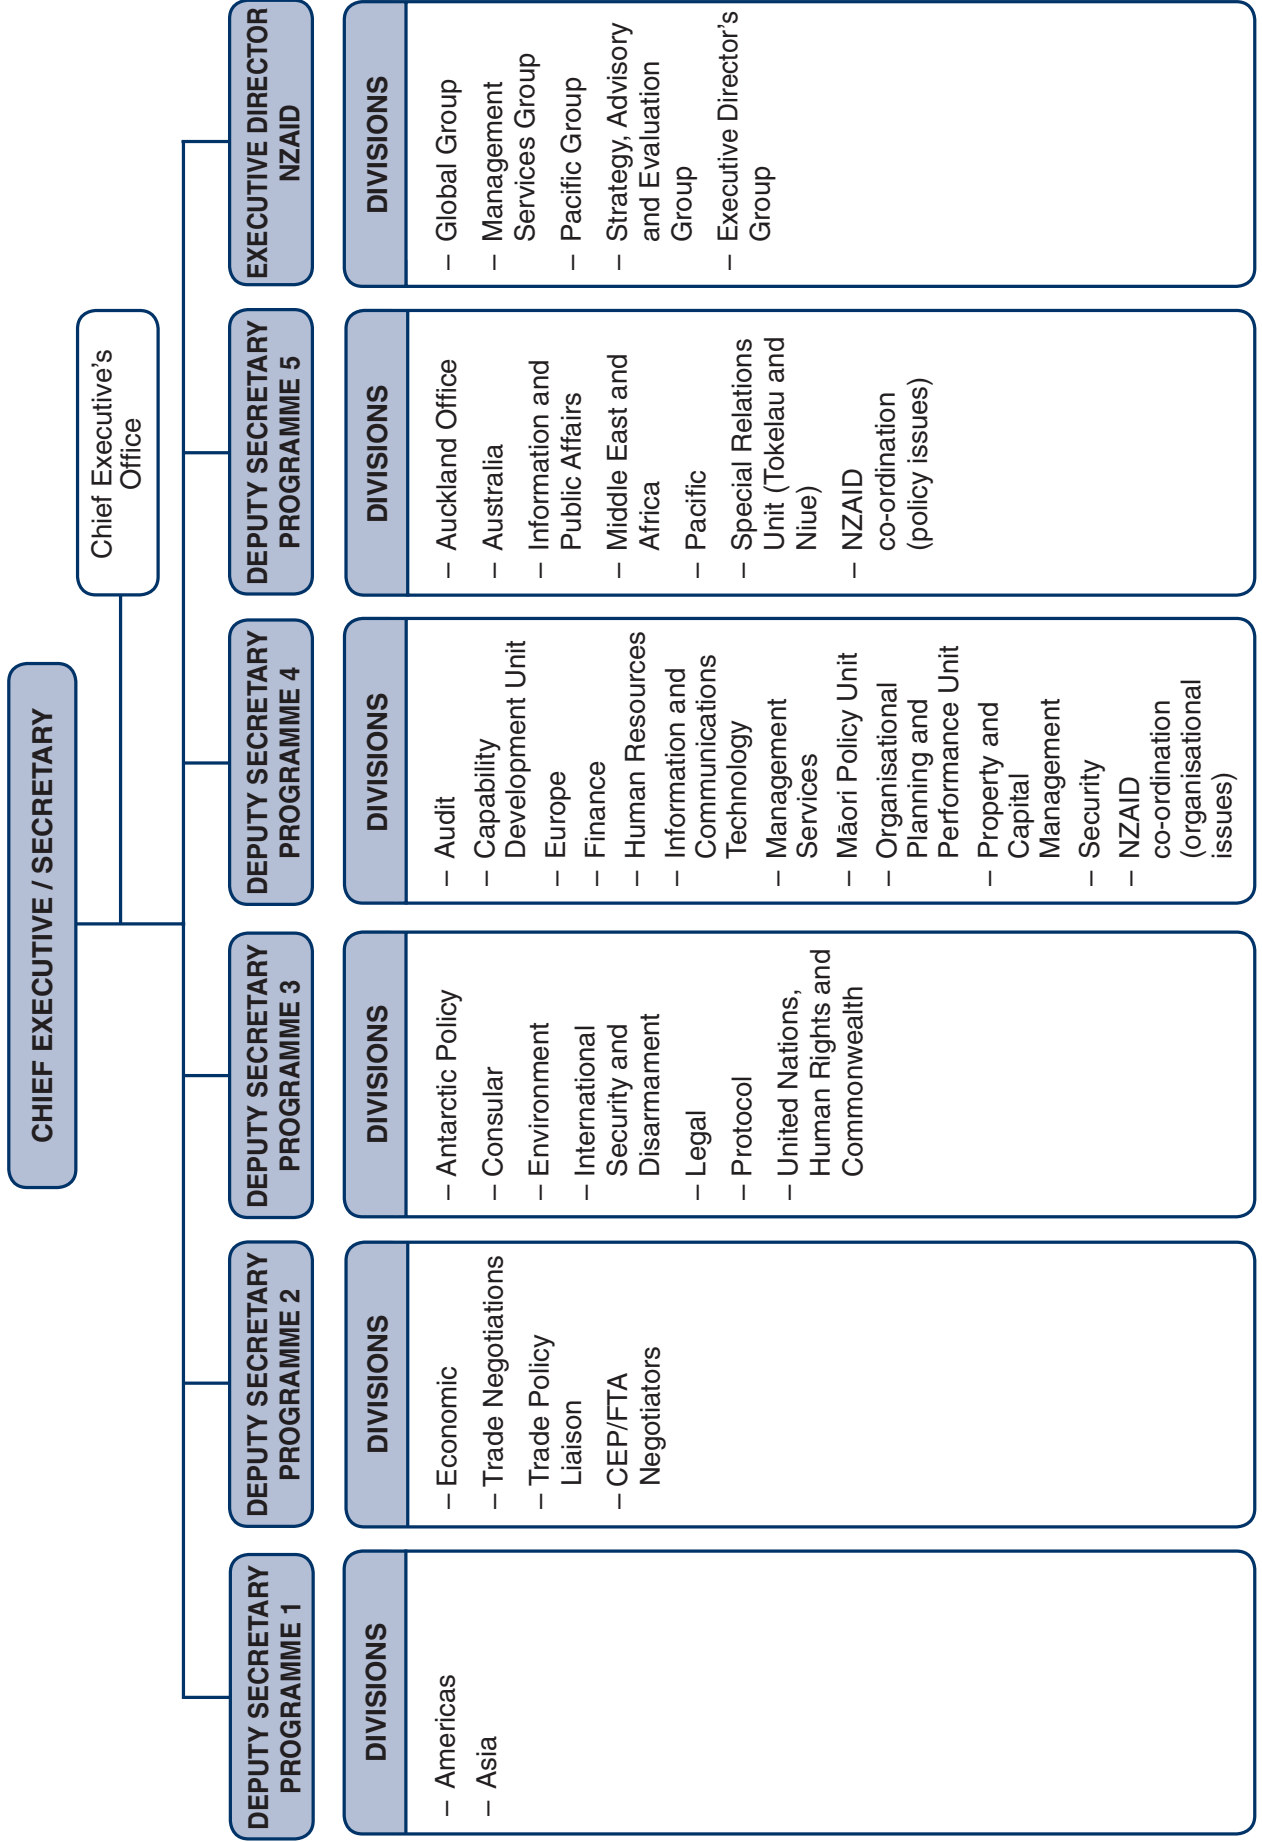 CHIEF EXECUTIVE / SECRETARY
Chief Executive’s
Office
DEPUTY SECRETARY
PROGRAMME 1
DIVISIONS
– Americas
– Asia
DEPUTY SECRETARY
PROGRAMME 2
DIVISIONS
– Economic
– Trade Negotiations
– Trade Policy
Liaison
– CEP/FTA
Negotiators
DEPUTY SECRETARY
PROGRAMME 3
DIVISIONS
– Antarctic Policy
– Consular
– Environment
– International
Security and
Disarmament
– Legal
– Protocol
– United Nations,
Human Rights and
Commonwealth
DEPUTY SECRETARY
PROGRAMME 4
DIVISIONS
– Audit
– Capability
Development Unit
– Europe
– Finance
– Human Resources
– Information and
Communications
Technology
– Management
Services
– Māori Policy Unit
– Organisational
Planning and
Performance Unit
– Property and
Capital
Management
– Security
– NZAID
co-ordination
(organisational
issues)
DEPUTY SECRETARY
PROGRAMME 5
DIVISIONS
– Auckland Office
– Australia
– Information and
Public Affairs
– Middle East and
Africa
– Pacific
– Special Relations
Unit (Tokelau and
Niue)
– NZAID
co-ordination
(policy issues)
EXECUTIVE DIRECTOR
NZAID
DIVISIONS
– Global Group
– Management
Services Group
– Pacific Group
– Strategy, Advisory
and Evaluation
Group
– Executive Director’s
Group